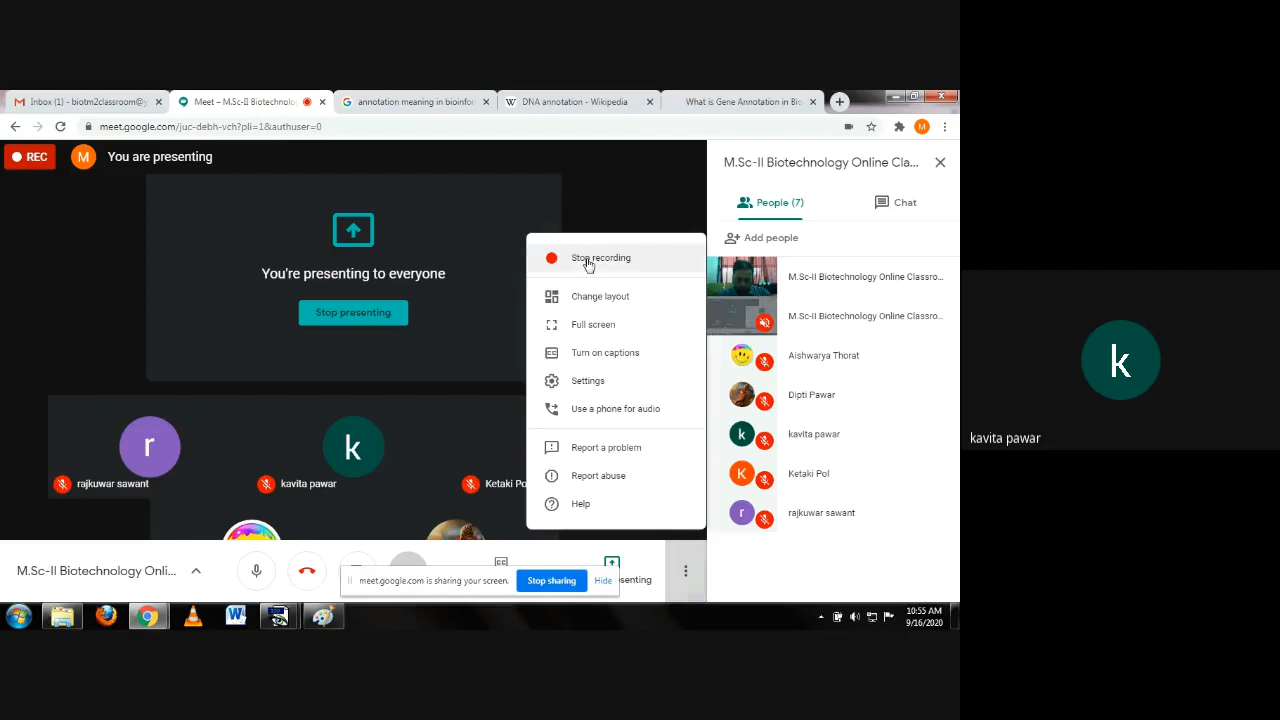 Inbox (1) - biotm2classroom@y
Meet – M.Sc-II Biotechnolo
annotation meaning in bioinfor
DNA annotation - Wikipedia
What is Gene Annotation in Bio
meet.google.com/juc-debh-vch?pli=1&authuser=0
REC
M
You are presenting
M
You're presenting to everyone
Stop presenting
Stop recording
Change layout
Full screen
Turn on captions
Settings
Use a phone for audio
Report a problem
Report abuse
Help
r
rajkuwar sawant
k
kavita pawar
Ketaki Pol
M.Sc-II Biotechnology Onli...
meet.google.com is sharing your screen.
Stop sharing
Hide
M.Sc-II Biotechnology Online Cla...
People (7)
Chat
Add people
M.Sc-II Biotechnology Online Classro...
M.Sc-II Biotechnology Online Classro...
Aishwarya Thorat
Dipti Pawar
k
kavita pawar
K
Ketaki Pol
r
rajkuwar sawant
10:55 AM
9/16/2020
k
kavita pawar